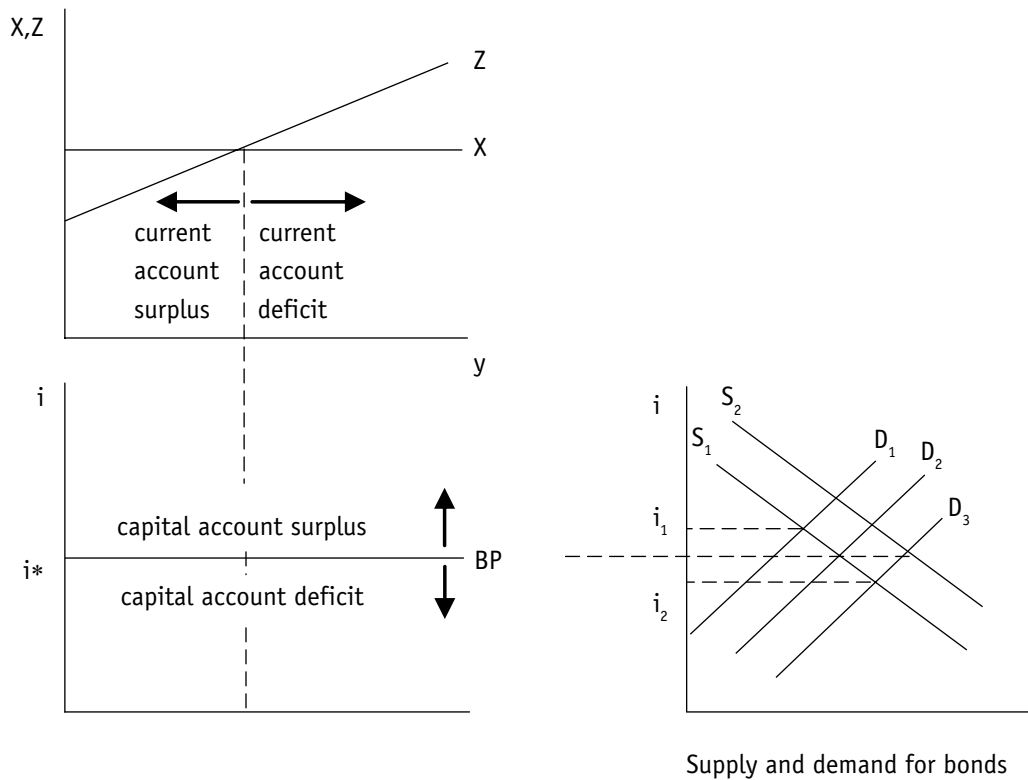 X,Z
Z
X
current current
account account
surplus deficit
y
i
capital account surplus
i* BP
capital account deficit
i
S₂
S₁ D₁
D₂
i₁ D₃
i₂
Supply and demand for bonds